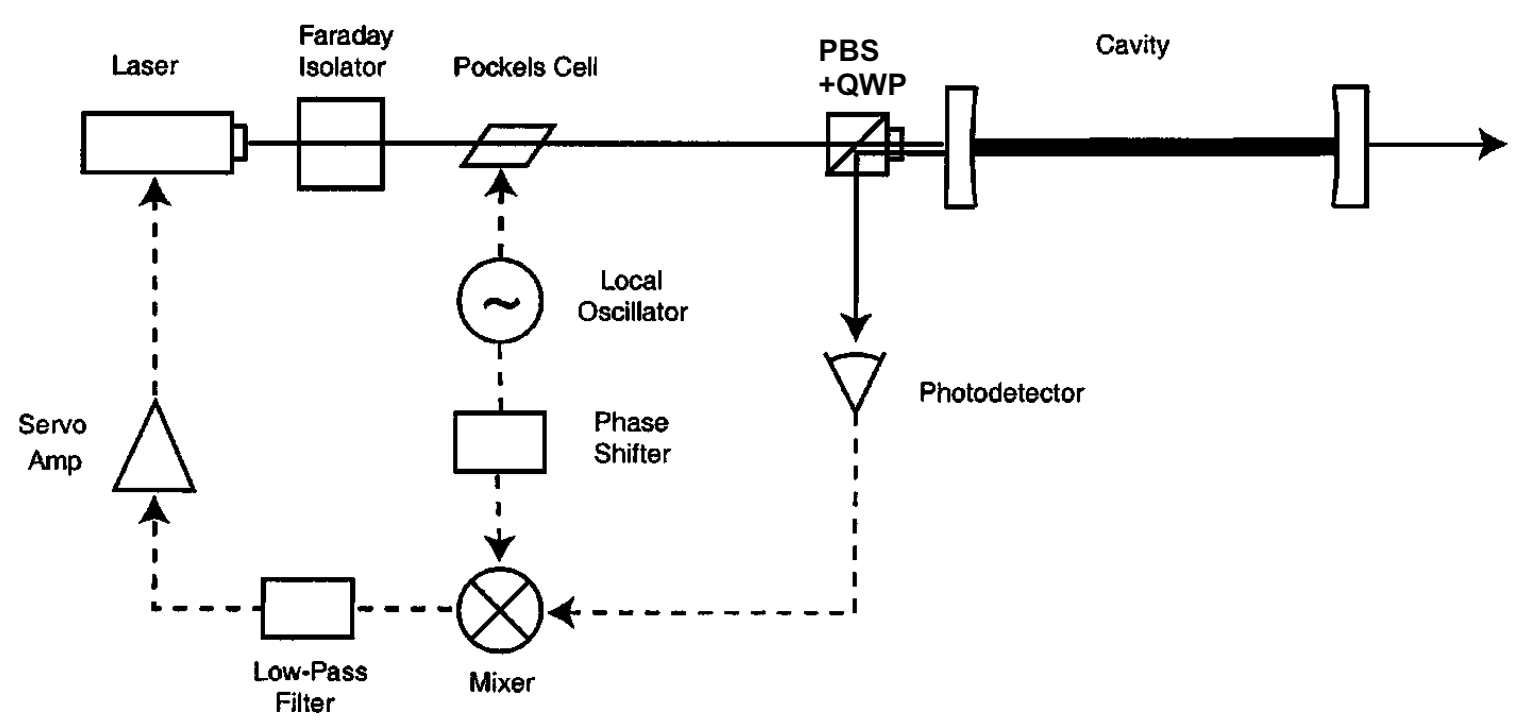 Laser
Faraday
Isolator
Pockels Cell
PBS
+QWP
Cavity
Local
Oscillator
Photodetector
Phase
Shifter
Servo
Amp
Low-Pass
Filter
Mixer